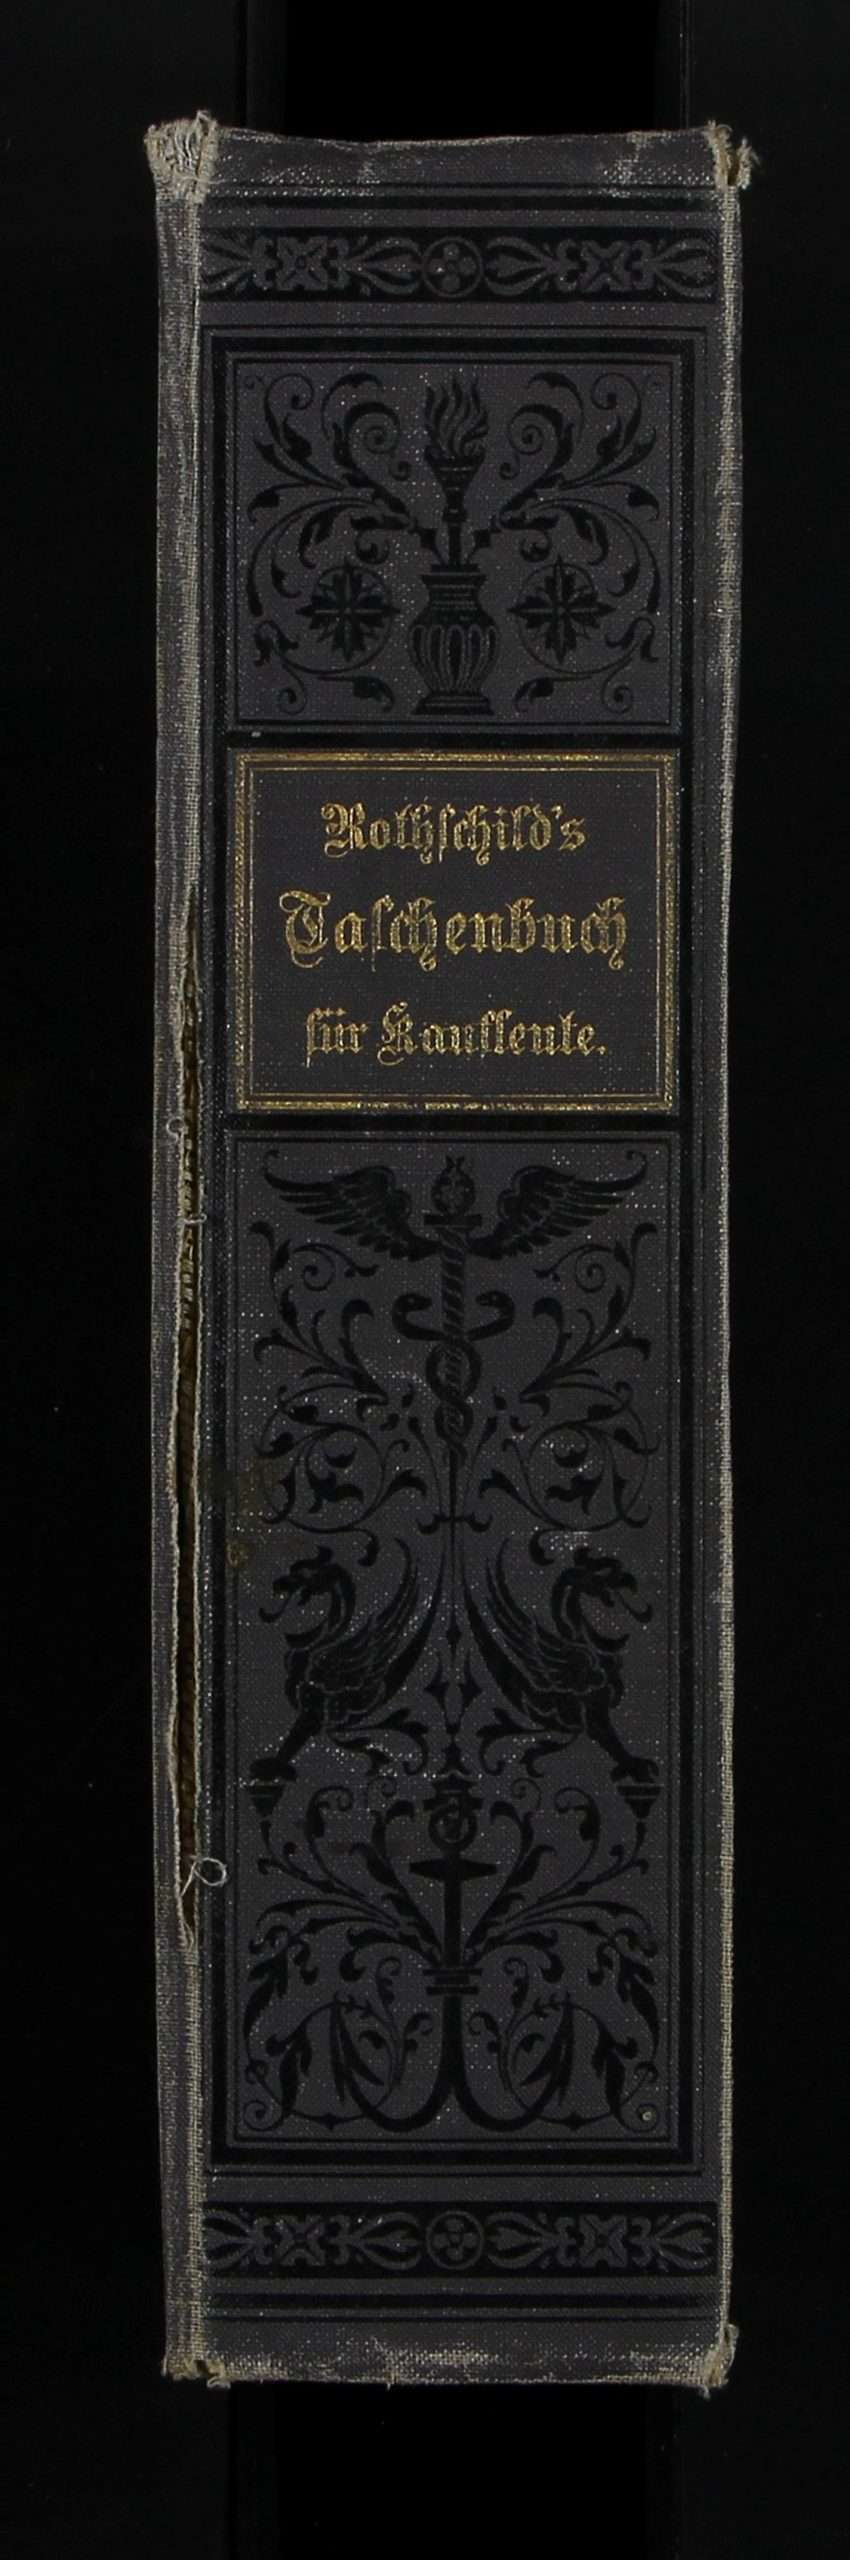 Rothschild's
Taschenbuch
für Kaufleute.